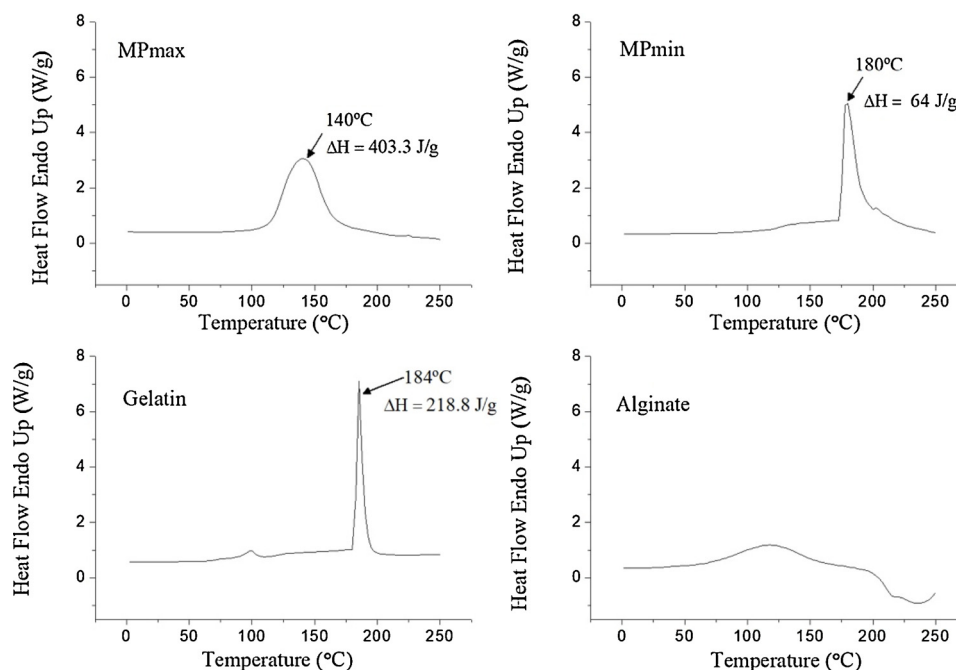 MPmax
140ºC
ΔH = 403.3 J/g
Heat Flow Endo Up (W/g)
8
6
4
2
0
0 50 100 150 200 250
Temperature (°C)
MPmin
180ºC
ΔH = 64 J/g
Heat Flow Endo Up (W/g)
8
6
4
2
0
0 50 100 150 200 250
Temperature (°C)
Gelatin
184ºC
ΔH = 218.8 J/g
Heat Flow Endo Up (W/g)
8
6
4
2
0
0 50 100 150 200 250
Temperature (°C)
Alginate
Heat Flow Endo Up (W/g)
8
6
4
2
0
0 50 100 150 200 250
Temperature (°C)